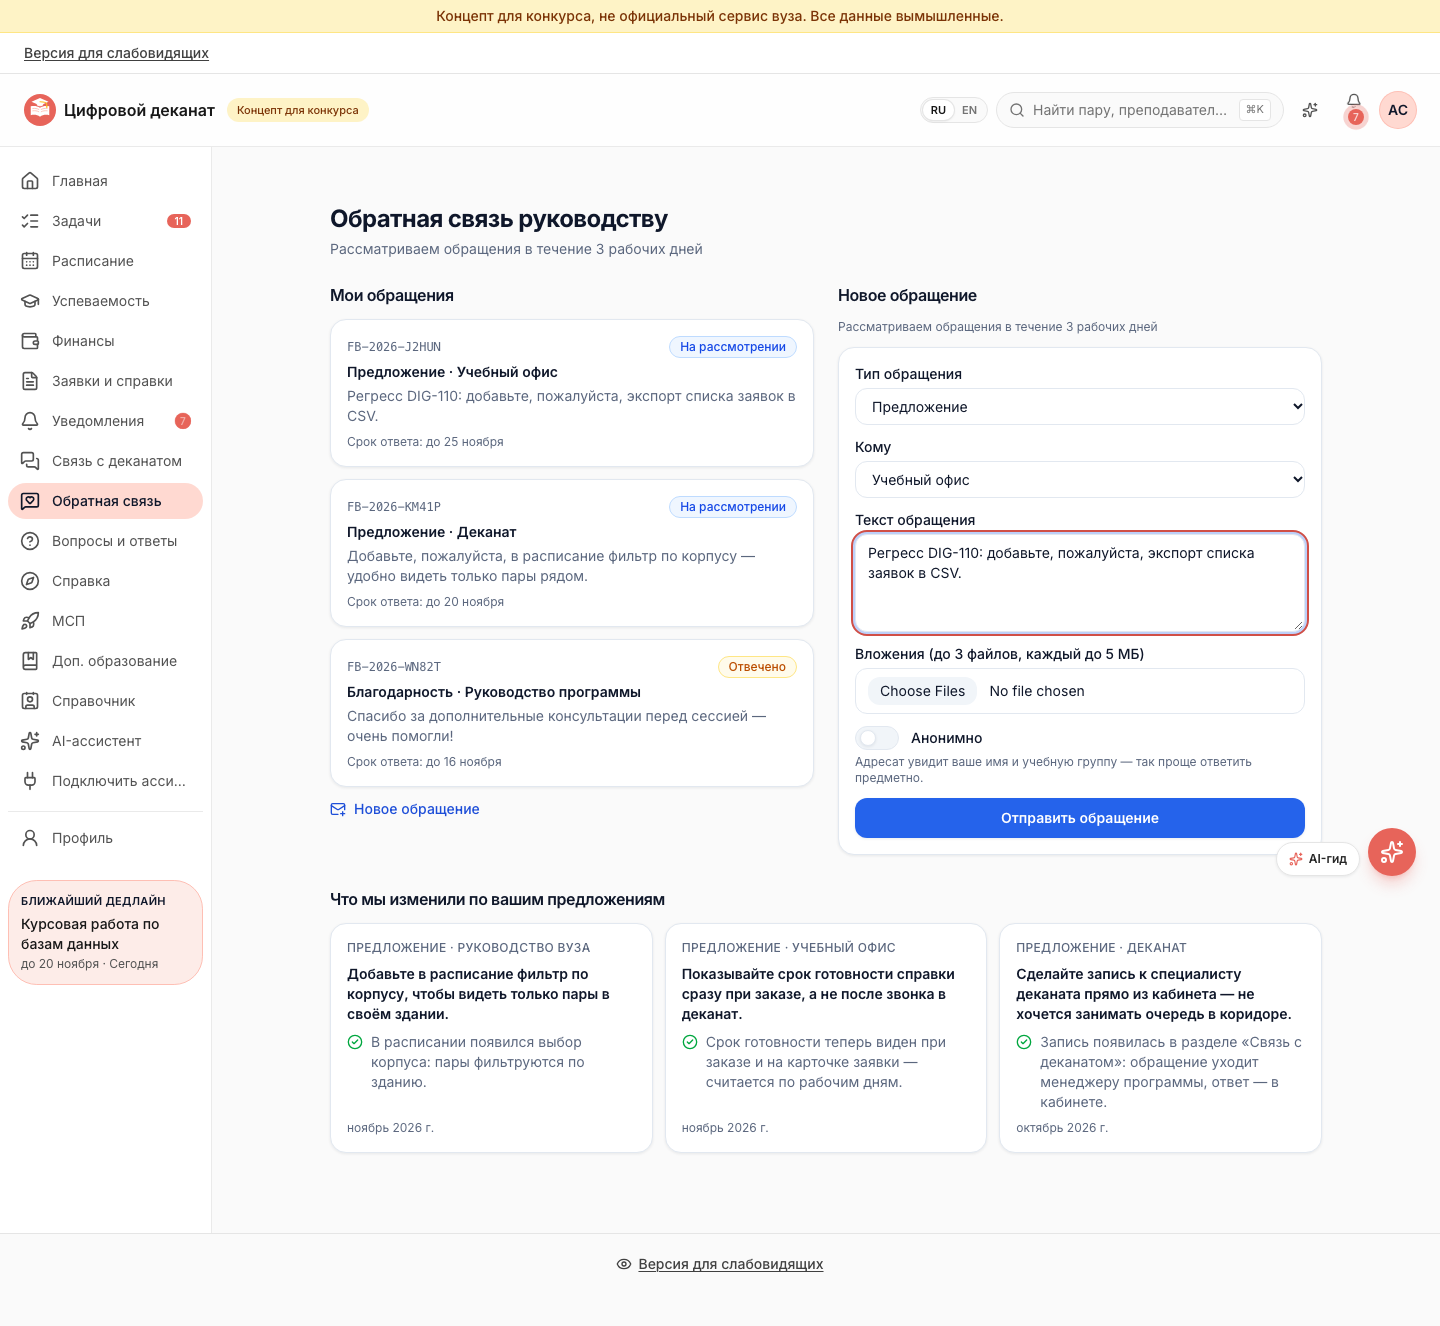 Концепт для конкурса, не официальный сервис вуза. Все данные вымышленные.
Версия для слабовидящих
Цифровой деканат
Концепт для конкурса
RU EN
Найти пару, преподавател...
⌘K
7
АС
Главная
Задачи 11
Расписание
Успеваемость
Финансы
Заявки и справки
Уведомления 7
Связь с деканатом
Обратная связь
Вопросы и ответы
Справка
МСП
Доп. образование
Справочник
AI-ассистент
Подключить асси...
Профиль
БЛИЖАЙШИЙ ДЕДЛАЙН
Курсовая работа по
базам данных
до 20 ноября · Сегодня
Обратная связь руководству
Рассматриваем обращения в течение 3 рабочих дней
Мои обращения
FB-2026-J2HUN
На рассмотрении
Предложение · Учебный офис
Регресс DIG-110: добавьте, пожалуйста, экспорт списка заявок в
CSV.
Срок ответа: до 25 ноября
FB-2026-KM41P
На рассмотрении
Предложение · Деканат
Добавьте, пожалуйста, в расписание фильтр по корпусу —
удобно видеть только пары рядом.
Срок ответа: до 20 ноября
FB-2026-WN82T
Отвечено
Благодарность · Руководство программы
Спасибо за дополнительные консультации перед сессией —
очень помогли!
Срок ответа: до 16 ноября
Новое обращение
Новое обращение
Рассматриваем обращения в течение 3 рабочих дней
Тип обращения
Предложение
Кому
Учебный офис
Текст обращения
Регресс DIG-110: добавьте, пожалуйста, экспорт списка
заявок в CSV.
Вложения (до 3 файлов, каждый до 5 МБ)
Choose Files No file chosen
Анонимно
Адресат увидит ваше имя и учебную группу — так проще ответить
предметно.
Отправить обращение
AI-гид
Что мы изменили по вашим предложениям
ПРЕДЛОЖЕНИЕ · РУКОВОДСТВО ВУЗА
Добавьте в расписание фильтр по
корпусу, чтобы видеть только пары в
своём здании.
В расписании появился выбор
корпуса: пары фильтруются по
зданию.
ноябрь 2026 г.
ПРЕДЛОЖЕНИЕ · УЧЕБНЫЙ ОФИС
Показывайте срок готовности справки
сразу при заказе, а не после звонка в
деканат.
Срок готовности теперь виден при
заказе и на карточке заявки —
считается по рабочим дням.
ноябрь 2026 г.
ПРЕДЛОЖЕНИЕ · ДЕКАНАТ
Сделайте запись к специалисту
деканата прямо из кабинета — не
хочется занимать очередь в коридоре.
Запись появилась в разделе «Связь с
деканатом»: обращение уходит
менеджеру программы, ответ — в
кабинете.
октябрь 2026 г.
Версия для слабовидящих